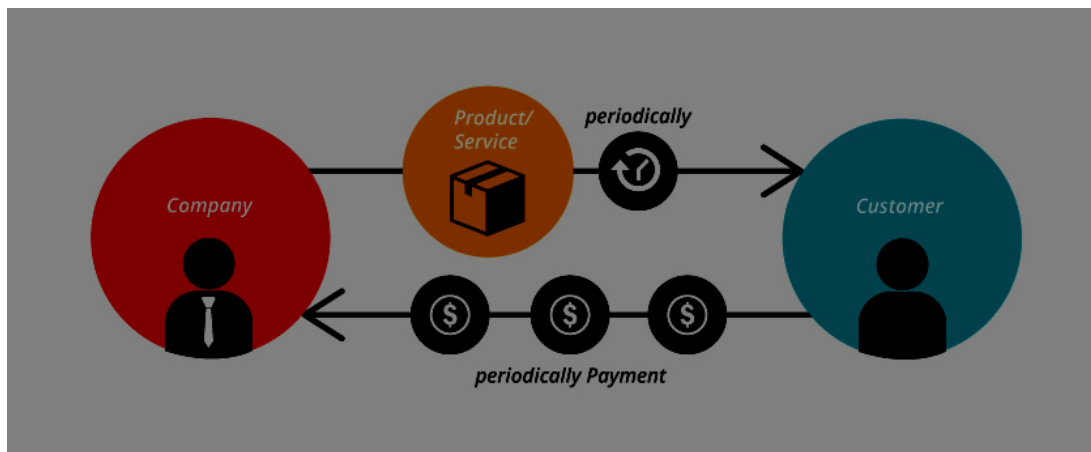 Product/
Service
periodically
Company
Customer
$ $ $
periodically Payment